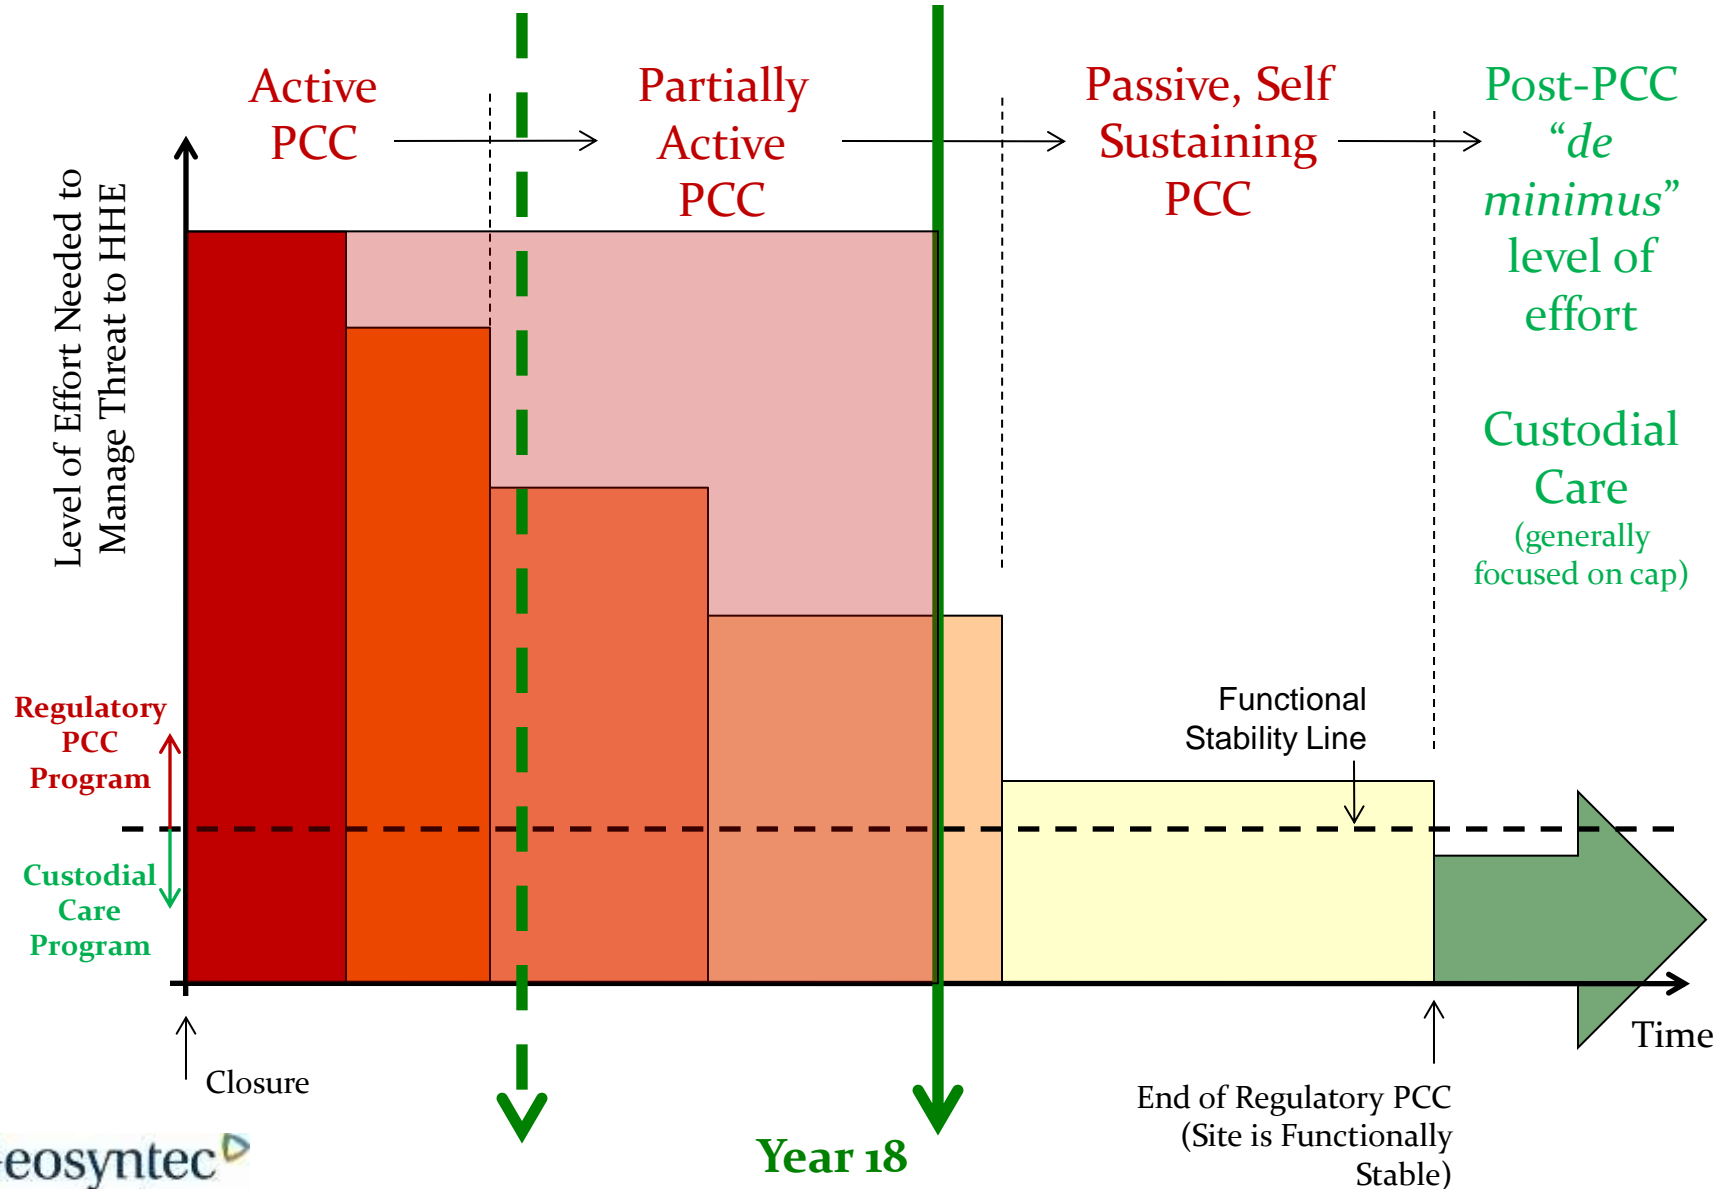 Active
PCC
Partially
Active
PCC
Passive, Self
Sustaining
PCC
Post-PCC
“de
minimus”
level of
effort
Custodial
Care
(generally
focused on cap)
Level of Effort Needed to
Manage Threat to HHE
Regulatory
PCC
Program
Custodial
Care
Program
Functional
Stability Line
Time
Closure
End of Regulatory PCC
(Site is Functionally
Stable)
Year 18
eosyntec